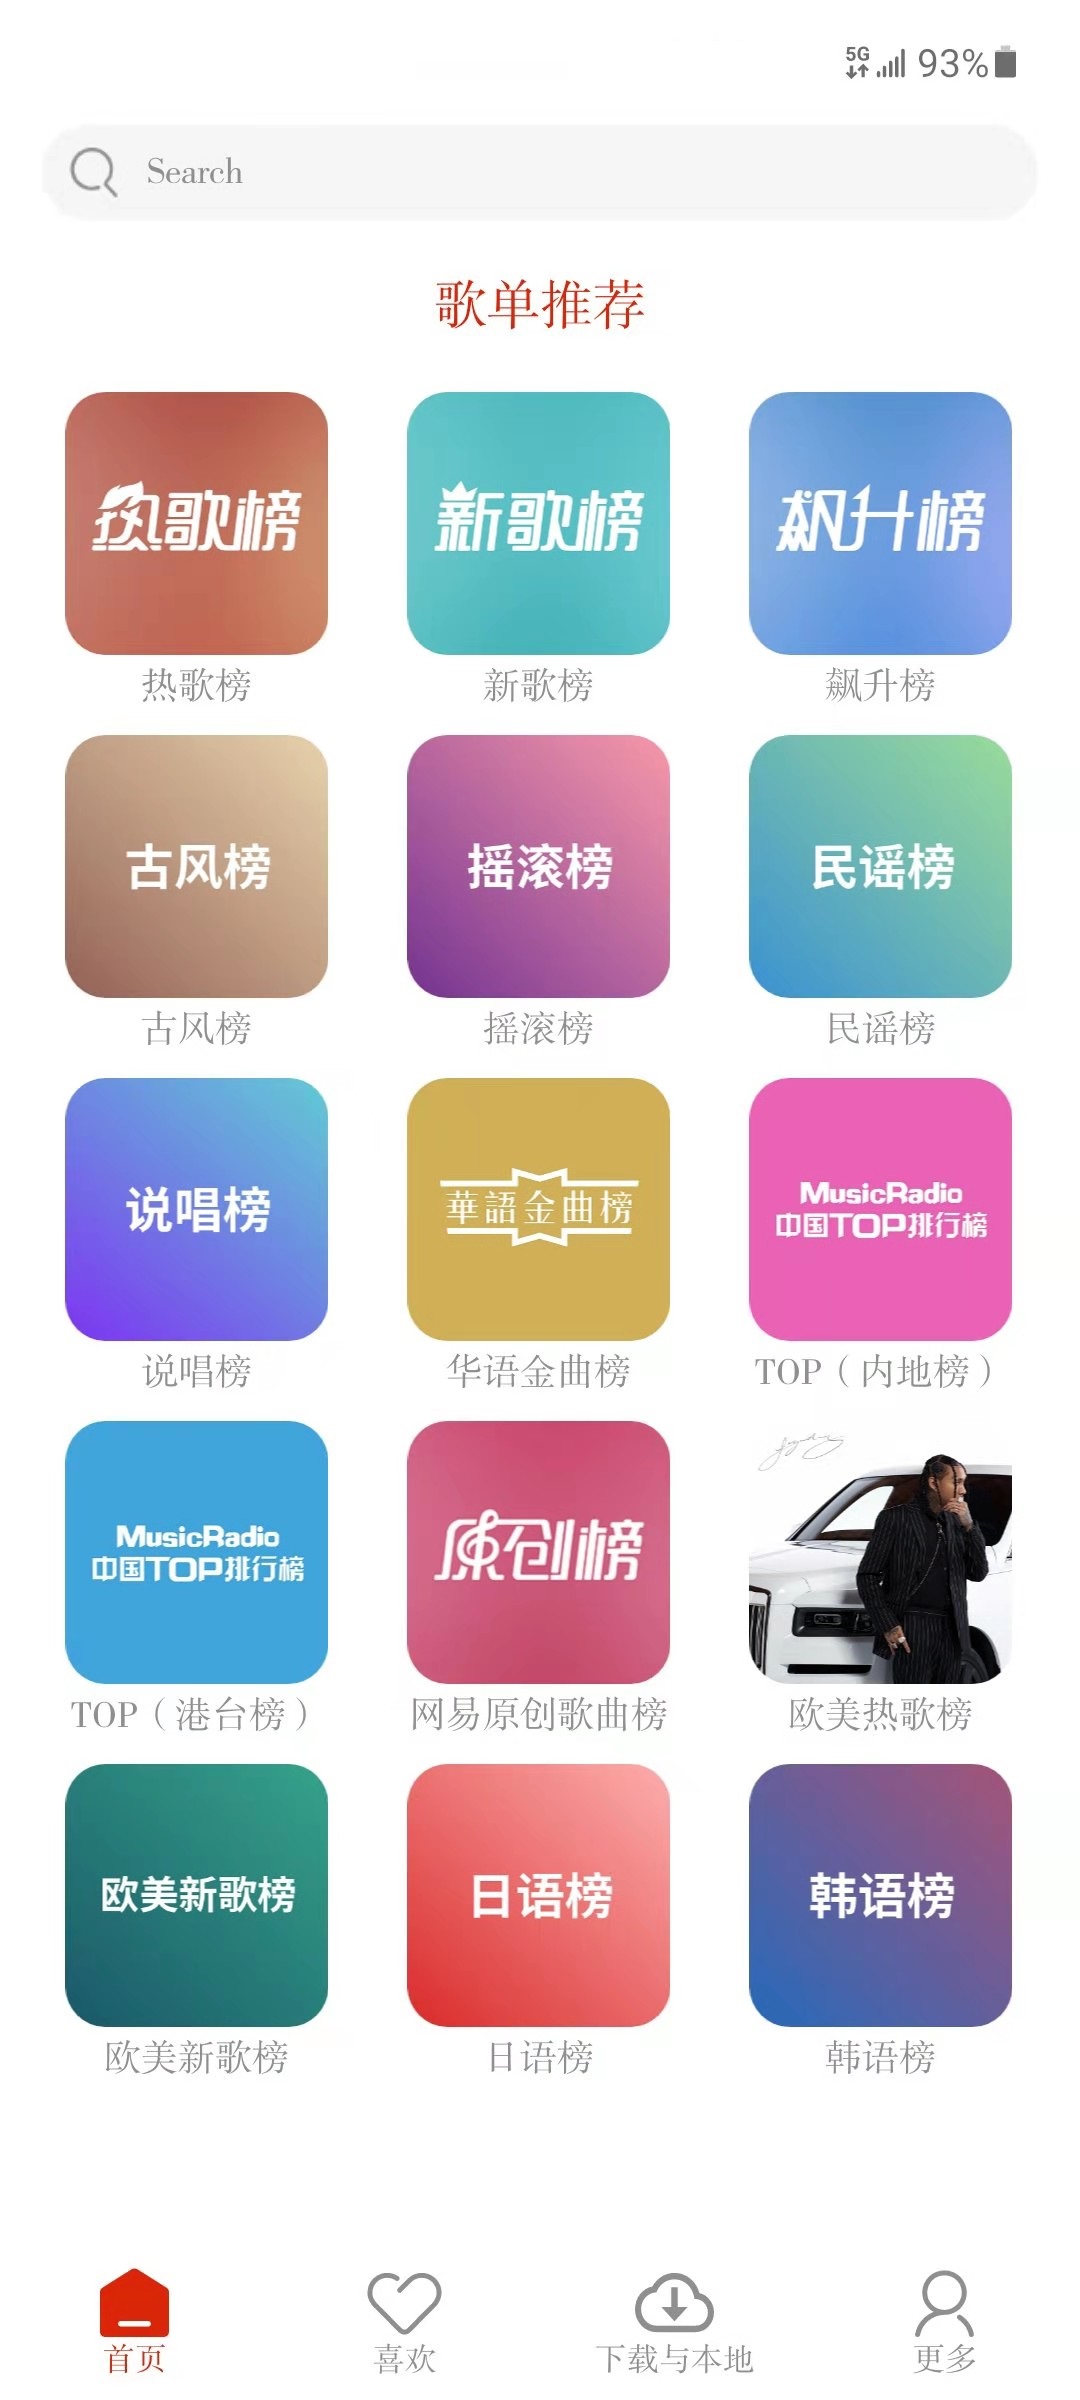 5G 93%
Search
歌单推荐
热歌榜 新歌榜 飙升榜
热歌榜 新歌榜 飙升榜
古风榜 摇滚榜 民谣榜
古风榜 摇滚榜 民谣榜
说唱榜 華語金曲榜 MusicRadio
中国TOP排行榜
说唱榜 华语金曲榜 TOP（内地榜）
MusicRadio
中国TOP排行榜 原创榜
TOP（港台榜） 网易原创歌曲榜 欧美热歌榜
欧美新歌榜 日语榜 韩语榜
欧美新歌榜 日语榜 韩语榜
首页 喜欢 下载与本地 更多